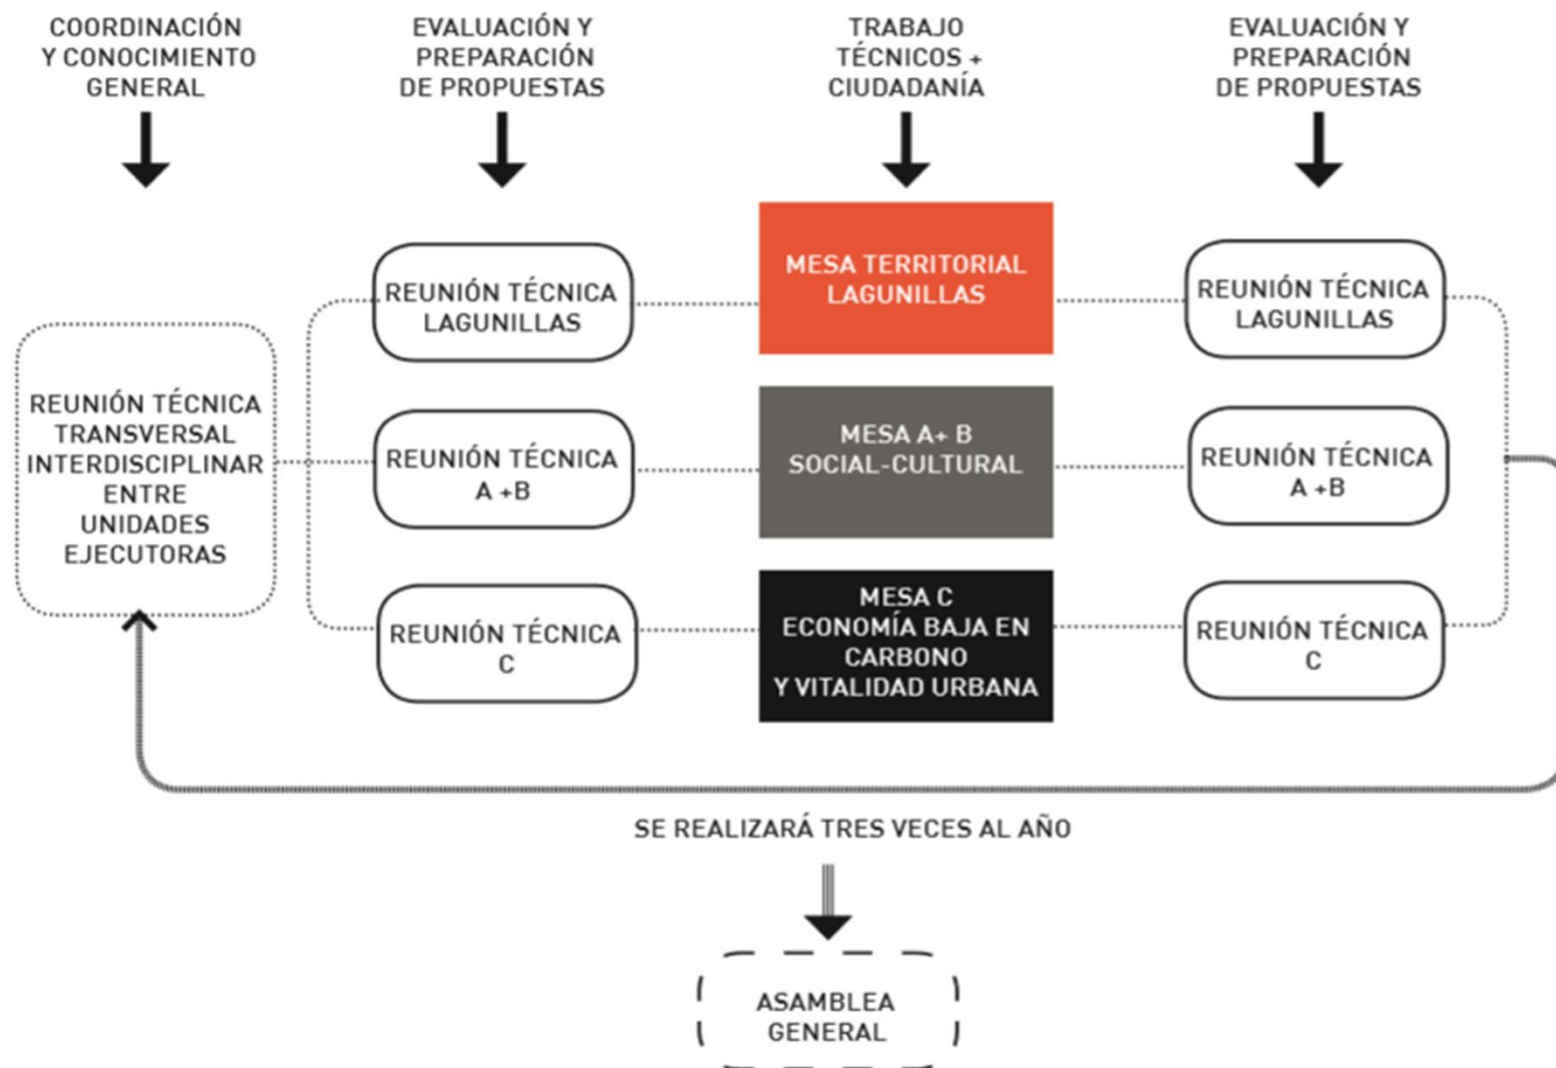 COORDINACIÓN
Y CONOCIMIENTO
GENERAL
EVALUACIÓN Y
PREPARACIÓN
DE PROPUESTAS
TRABAJO
TÉCNICOS +
CIUDADANÍA
EVALUACIÓN Y
PREPARACIÓN
DE PROPUESTAS
REUNIÓN TÉCNICA
TRANSVERSAL
INTERDISCIPLINAR
ENTRE
UNIDADES
EJECUTORAS
REUNIÓN TÉCNICA
LAGUNILLAS
MESA TERRITORIAL
LAGUNILLAS
REUNIÓN TÉCNICA
LAGUNILLAS
REUNIÓN TÉCNICA
A +B
MESA A+ B
SOCIAL-CULTURAL
REUNIÓN TÉCNICA
A +B
REUNIÓN TÉCNICA
C
MESA C
ECONOMÍA BAJA EN
CARBONO
Y VITALIDAD URBANA
REUNIÓN TÉCNICA
C
SE REALIZARÁ TRES VECES AL AÑO
ASAMBLEA
GENERAL